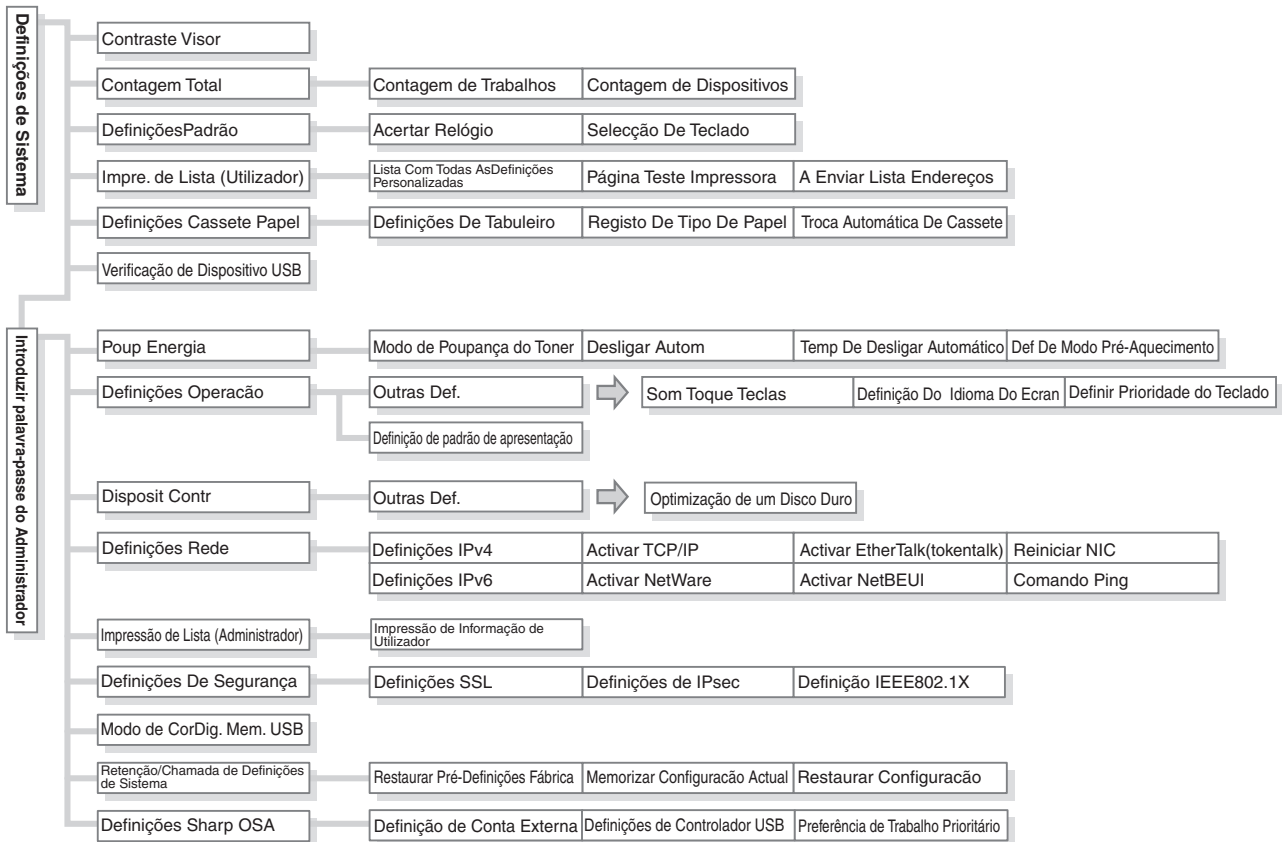 Definições de Sistema
Contraste Visor
Contagem Total
Contagem de Trabalhos
Contagem de Dispositivos
DefiniçõesPadrão
Acertar Relógio
Selecção De Teclado
Impre. de Lista (Utilizador)
Lista Com Todas AsDefinições
Personalizadas
Página Teste Impressora
A Enviar Lista Endereços
Definições Cassete Papel
Definições De Tabuleiro
Registo De Tipo De Papel
Troca Automática De Cassete
Verificação de Dispositivo USB
Introduzir palavra-passe do Administrador
Poup Energia
Modo de Poupança do Toner
Desligar Autom
Temp De Desligar Automático
Def De Modo Pré-Aquecimento
Definições Operacão
Outras Def.
Som Toque Teclas
Definição Do Idioma Do Ecran
Definir Prioridade do Teclado
Definição de padrão de apresentação
Disposit Contr
Outras Def.
Optimização de um Disco Duro
Definições Rede
Definições IPv4
Activar TCP/IP
Activar EtherTalk(tokentalk)
Reiniciar NIC
Definições IPv6
Activar NetWare
Activar NetBEUI
Comando Ping
Impressão de Lista (Administrador)
Impressão de Informação de
Utilizador
Definições De Segurança
Definições SSL
Definições de IPsec
Definição IEEE802.1X
Modo de CorDig. Mem. USB
Retenção/Chamada de Definições
de Sistema
Restaurar Pré-Definições Fábrica
Memorizar Configuracão Actual
Restaurar Configuracão
Definições Sharp OSA
Definição de Conta Externa
Definições de Controlador USB
Preferência de Trabalho Prioritário